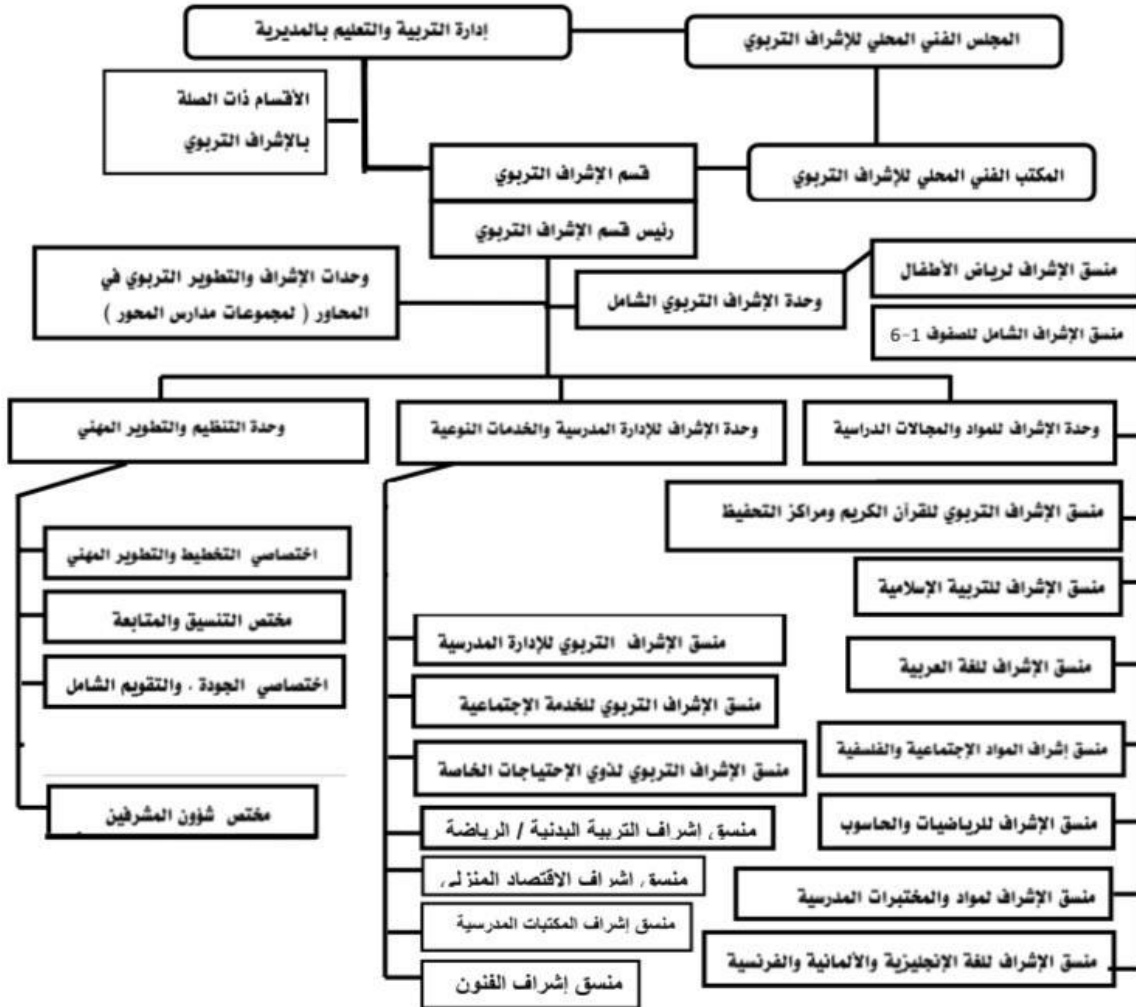 المجلس الفني المحلي للإشراف التربوي
إدارة التربية والتعليم بالمديرية
الأقسام ذات الصلة
بالإشراف التربوي
المكتب الفني المحلي للإشراف التربوي
قسم الإشراف التربوي
رئيس قسم الإشراف التربوي
منسق الإشراف لرياض الأطفال
منسق الإشراف الشامل للصفوف 1-6
وحدة الإشراف التربوي الشامل
وحدات الإشراف والتطوير التربوي في
المحاور ( لمجموعات مدارس المحور )
وحدة الإشراف للمواد والمجالات الدراسية
وحدة الإشراف للإدارة المدرسية والخدمات النوعية
وحدة التنظيم والتطوير المهني
منسق الإشراف التربوي للقرآن الكريم ومراكز التحفيظ
منسق الإشراف للتربية الإسلامية
منسق الإشراف للغة العربية
منسق إشراف المواد الإجتماعية والفلسفية
منسق الإشراف للرياضيات والحاسوب
منسق الإشراف لمواد والمختبرات المدرسية
منسق الإشراف للغة الإنجليزية والألمانية والفرنسية
منسق الإشراف التربوي للإدارة المدرسية
منسق الإشراف التربوي للخدمة الإجتماعية
منسق الإشراف التربوي لذوي الإحتياجات الخاصة
منسق إشراف التربية البدنية / الرياضة
منسق إشراف الاقتصاد المنزلي
منسق إشراف المكتبات المدرسية
منسق إشراف الفنون
اختصاصي التخطيط والتطوير المهني
مختص التنسيق والمتابعة
اختصاصي الجودة ، والتقويم الشامل
مختص شؤون المشرفين